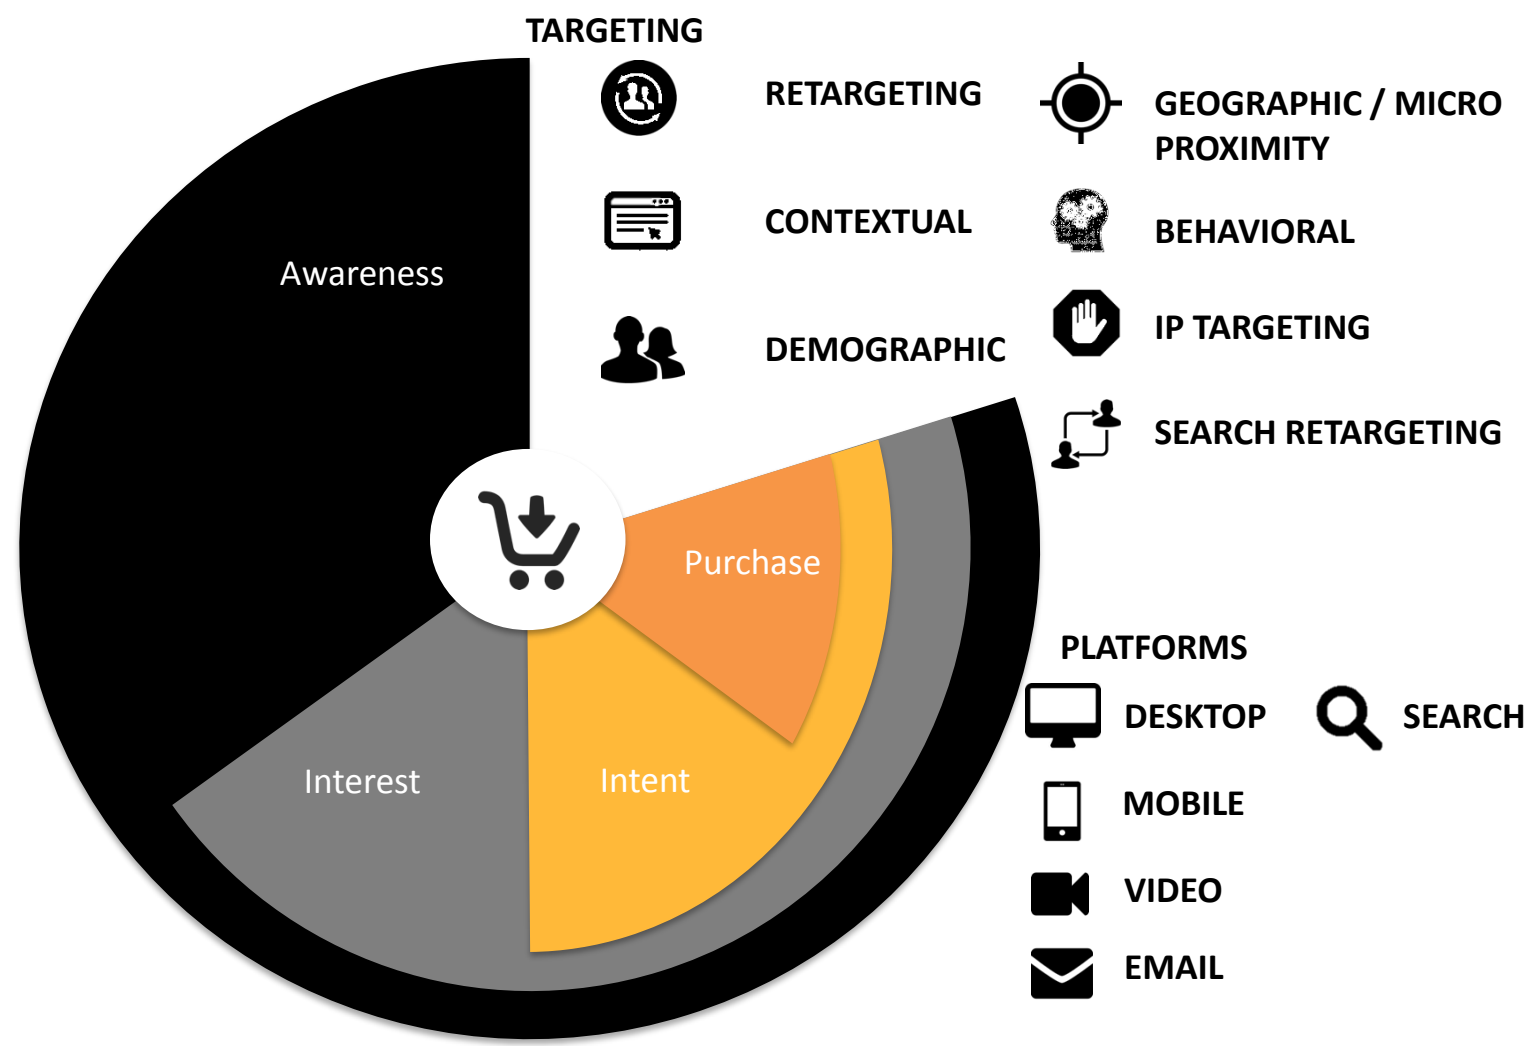 TARGETING
RETARGETING
CONTEXTUAL
DEMOGRAPHIC
GEOGRAPHIC / MICRO
PROXIMITY
BEHAVIORAL
IP TARGETING
SEARCH RETARGETING
Awareness
Purchase
Interest
Intent
PLATFORMS
DESKTOP
SEARCH
MOBILE
VIDEO
EMAIL